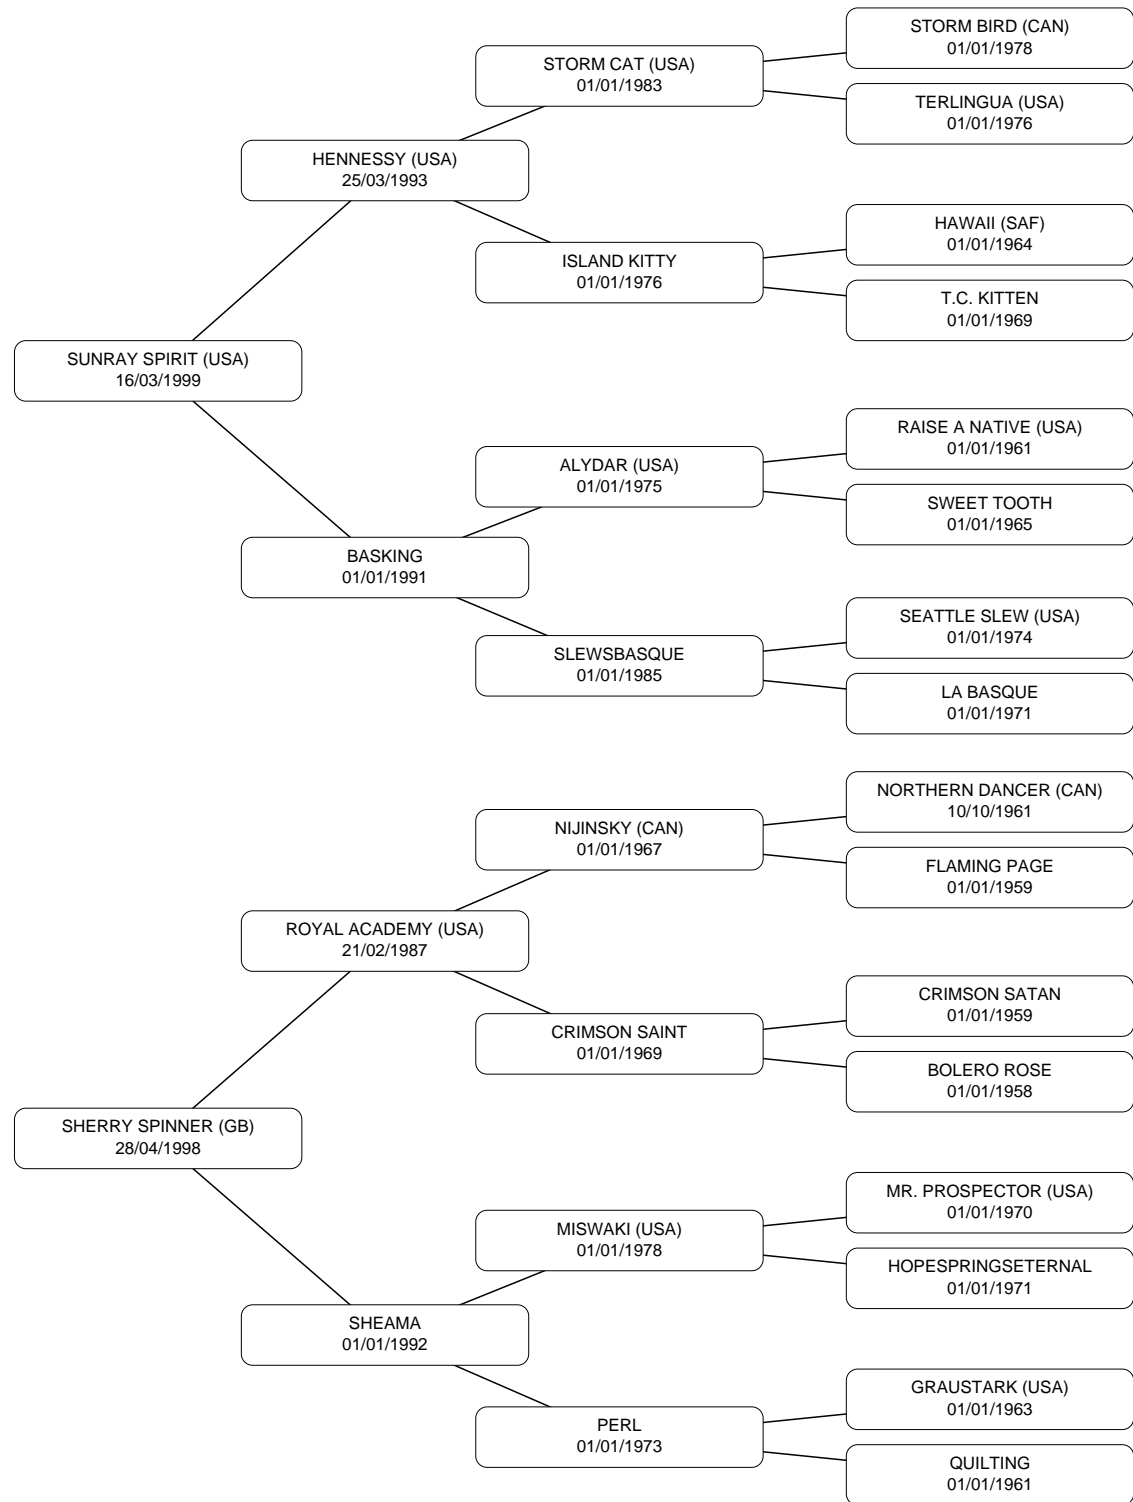 STORM BIRD (CAN)
01/01/1978
STORM CAT (USA)
01/01/1983
TERLINGUA (USA)
01/01/1976
HENNESSY (USA)
25/03/1993
HAWAII (SAF)
01/01/1964
ISLAND KITTY
01/01/1976
T.C. KITTEN
01/01/1969
SUNRAY SPIRIT (USA)
16/03/1999
RAISE A NATIVE (USA)
01/01/1961
ALYDAR (USA)
01/01/1975
SWEET TOOTH
01/01/1965
BASKING
01/01/1991
SEATTLE SLEW (USA)
01/01/1974
SLEWSBASQUE
01/01/1985
LA BASQUE
01/01/1971
NORTHERN DANCER (CAN)
10/10/1961
NIJINSKY (CAN)
01/01/1967
FLAMING PAGE
01/01/1959
ROYAL ACADEMY (USA)
21/02/1987
CRIMSON SATAN
01/01/1959
CRIMSON SAINT
01/01/1969
BOLERO ROSE
01/01/1958
SHERRY SPINNER (GB)
28/04/1998
MR. PROSPECTOR (USA)
01/01/1970
MISWAKI (USA)
01/01/1978
HOPESPRINGSETERNAL
01/01/1971
SHEAMA
01/01/1992
GRAUSTARK (USA)
01/01/1963
PERL
01/01/1973
QUILTING
01/01/1961